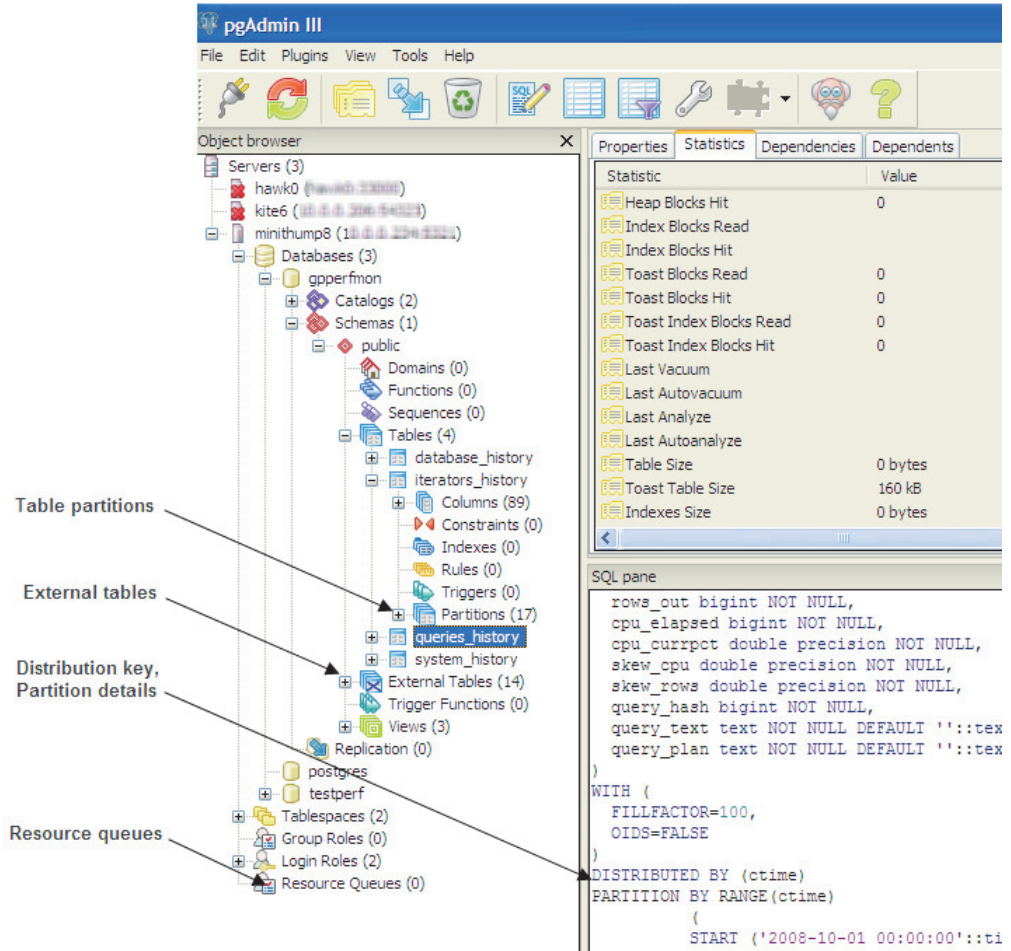 pgAdmin III
File Edit Plugins View Tools Help
SQL
Object browser X
Servers (3)
hawk0 ( )
kite6 ( )
minithump8 (1 )
Databases (3)
gpperfmon
Catalogs (2)
Schemas (1)
public
Domains (0)
Functions (0)
Sequences (0)
Tables (4)
database_history
iterators_history
Columns (89)
Constraints (0)
Indexes (0)
Rules (0)
Triggers (0)
Partitions (17)
queries_history
system_history
External Tables (14)
Trigger Functions (0)
Views (3)
Replication (0)
postgres
testperf
Tablespaces (2)
Group Roles (0)
Login Roles (2)
Resource Queues (0)
Table partitions
External tables
Distribution key,
Partition details
Resource queues
Properties Statistics Dependencies Dependents
Statistic Value
Heap Blocks Hit 0
Index Blocks Read
Index Blocks Hit
Toast Blocks Read 0
Toast Blocks Hit 0
Toast Index Blocks Read 0
Toast Index Blocks Hit 0
Last Vacuum
Last Autovacuum
Last Analyze
Last Autoanalyze
Table Size 0 bytes
Toast Table Size 160 kB
Indexes Size 0 bytes
SQL pane
rows_out bigint NOT NULL,
cpu_elapsed bigint NOT NULL,
cpu_currpct double precision NOT NULL,
skew_cpu double precision NOT NULL,
skew_rows double precision NOT NULL,
query_hash bigint NOT NULL,
query_text text NOT NULL DEFAULT ''::tex
query_plan text NOT NULL DEFAULT ''::tex
)
WITH (
FILLFACTOR=100,
OIDS=FALSE
)
DISTRIBUTED BY (ctime)
PARTITION BY RANGE(ctime)
(
START ('2008-10-01 00:00:00'::ti